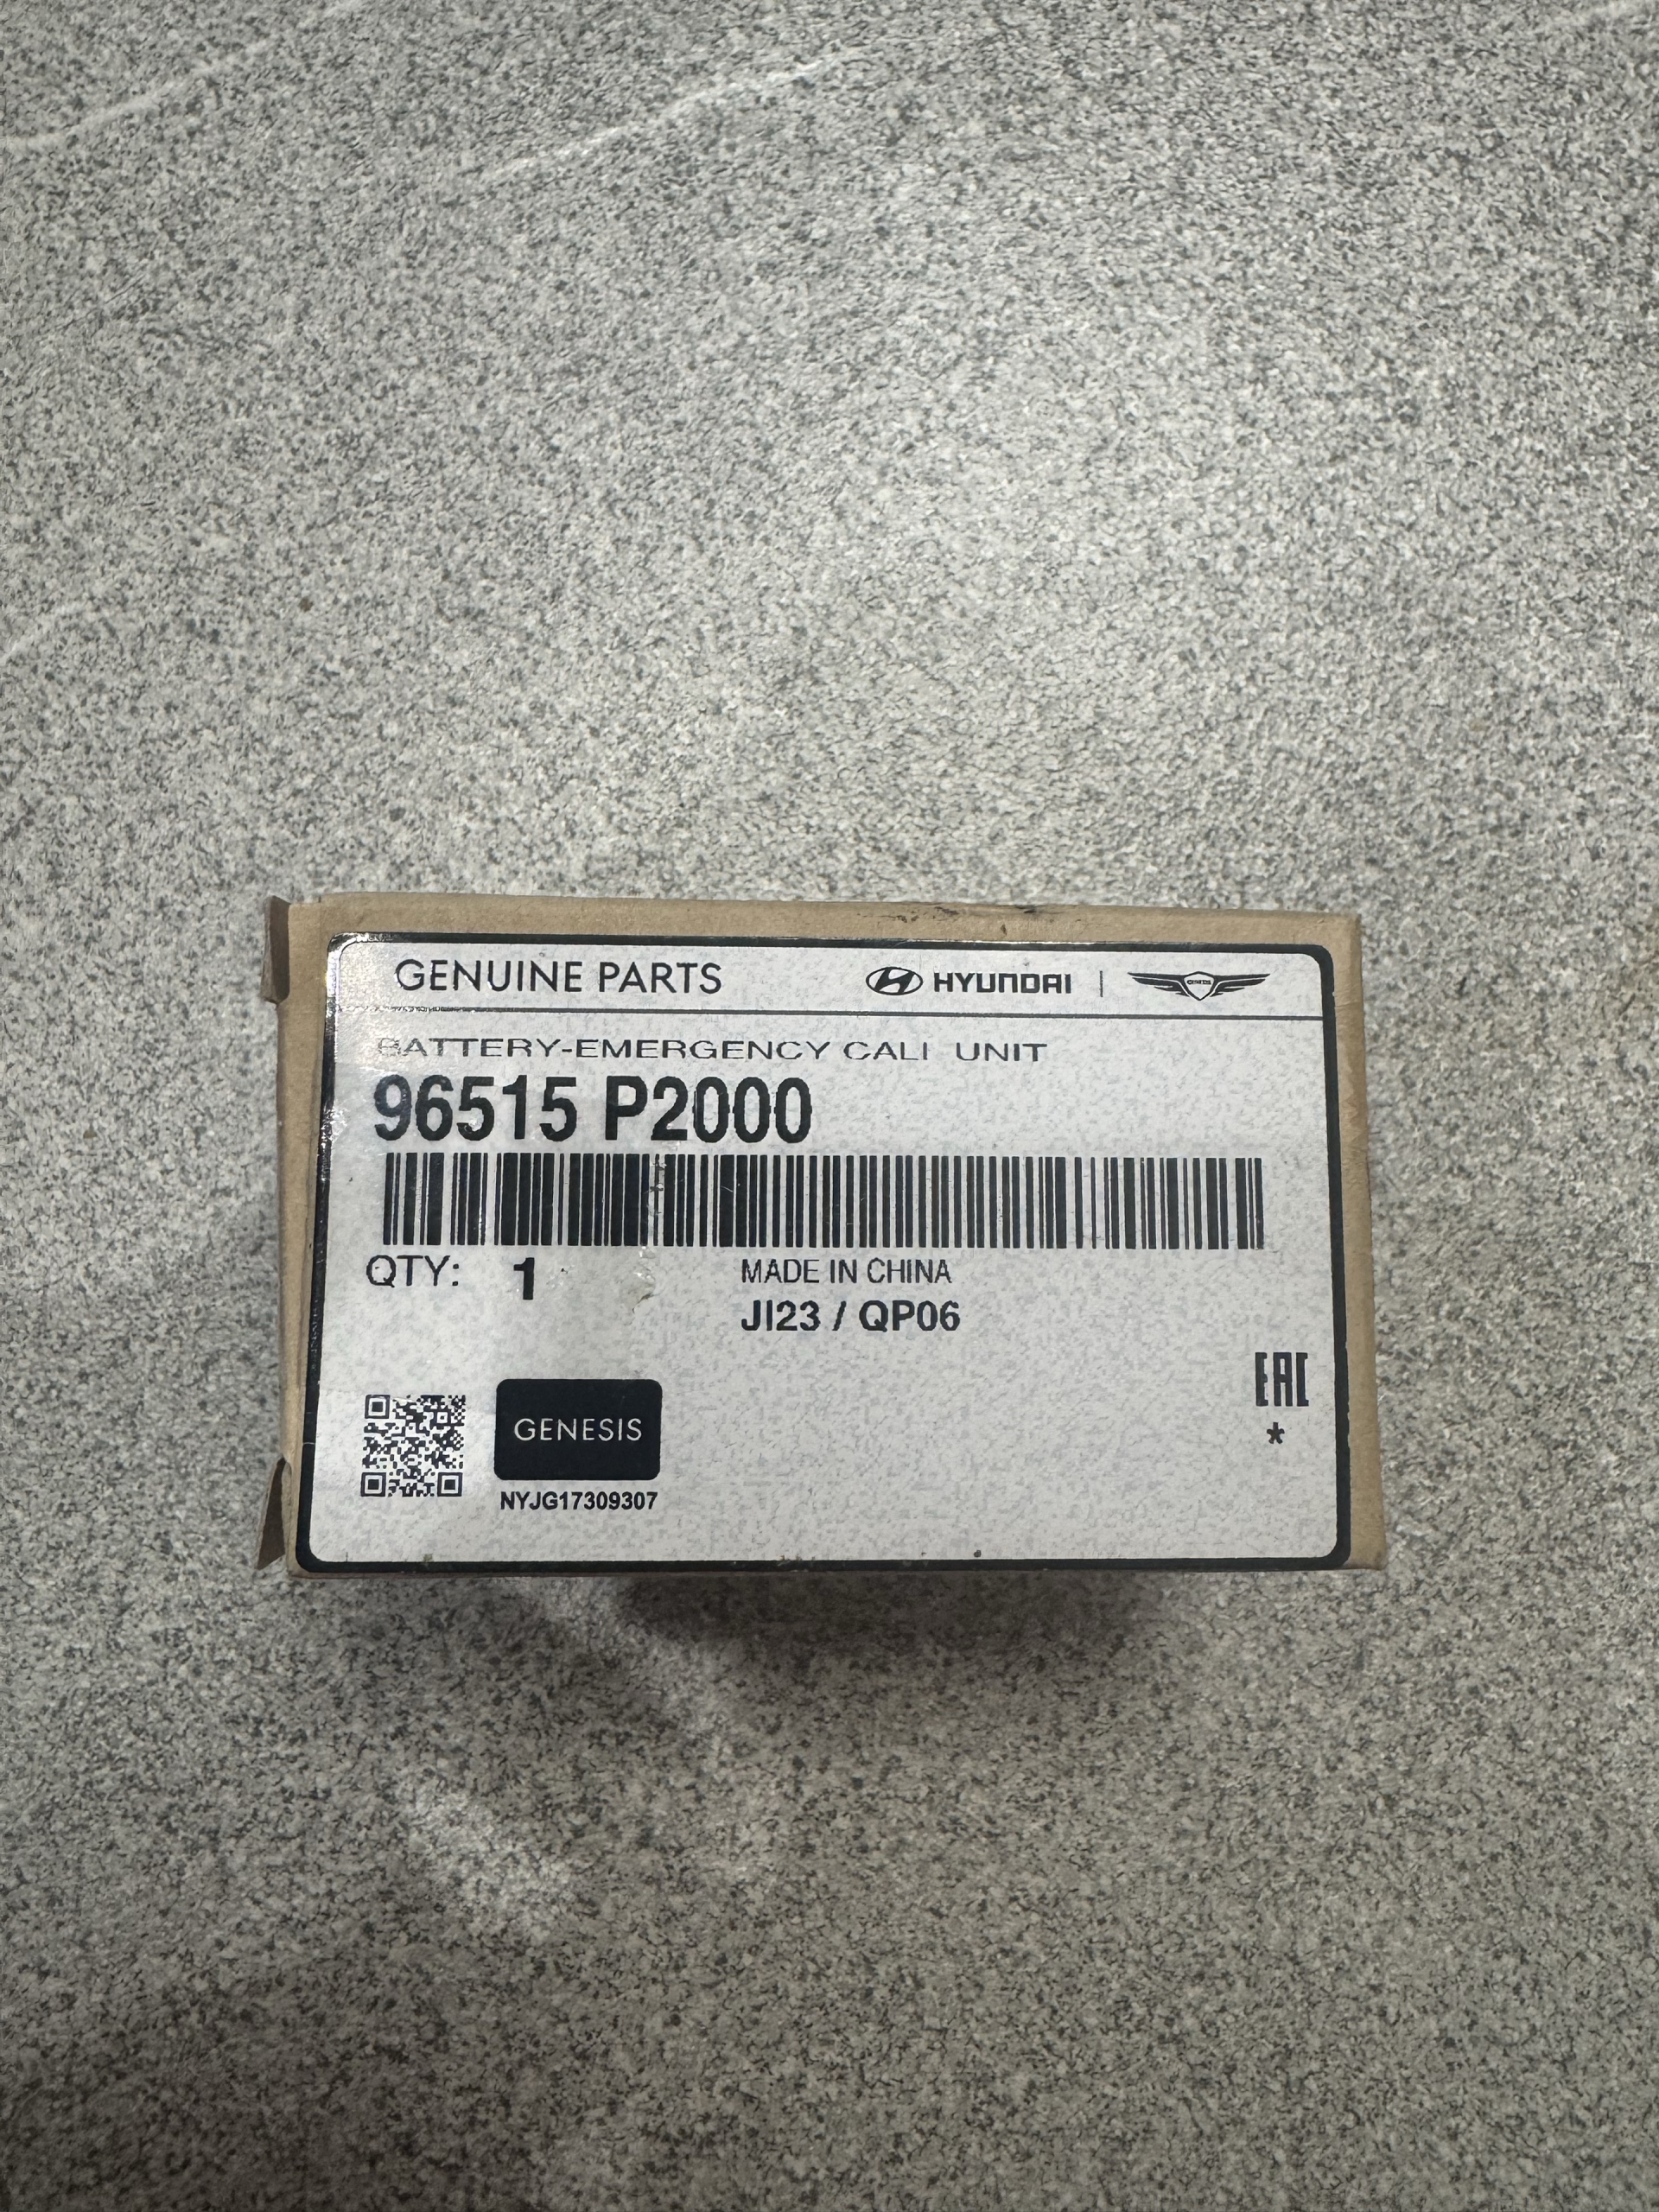 GENUINE PARTS HYUNDAI | GENESIS
BATTERY-EMERGENCY CALL UNIT
96515 P2000
QTY: 1 MADE IN CHINA
JI23 / QP06
EAC
*
GENESIS
NYJG17309307